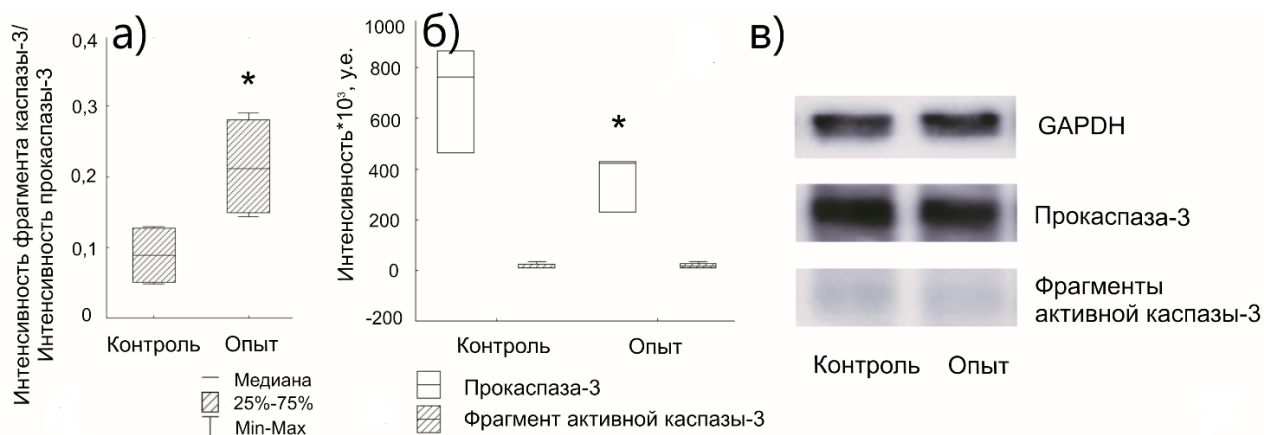 а)
Интенсивность фрагмента каспазы-3/
Интенсивность прокаспазы-3
0,4
0,3
0,2
0,1
0
*
Контроль
Опыт
Медиана
25%-75%
Min-Max
б)
Интенсивность*10³, у.е.
1000
800
600
400
200
0
-200
*
Контроль
Опыт
Прокаспаза-3
Фрагмент активной каспазы-3
в)
GAPDH
Прокаспаза-3
Фрагменты
активной каспазы-3
Контроль
Опыт